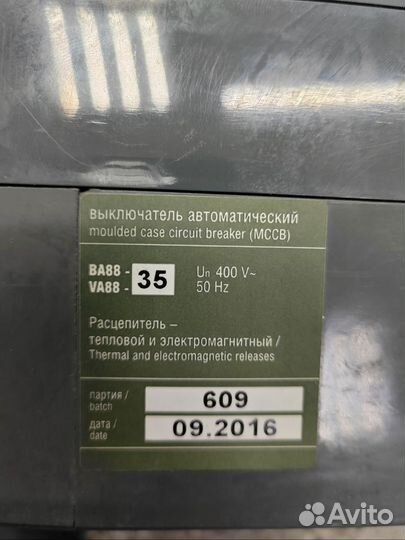 выключатель автоматический
moulded case circuit breaker (MCCB)
ВА88 - 35 Un 400 V~
VA88 - 50 Hz
Расцепитель –
тепловой и электромагнитный /
Thermal and electromagnetic releases
партия / 609
batch
дата / 09.2016
date
Avito